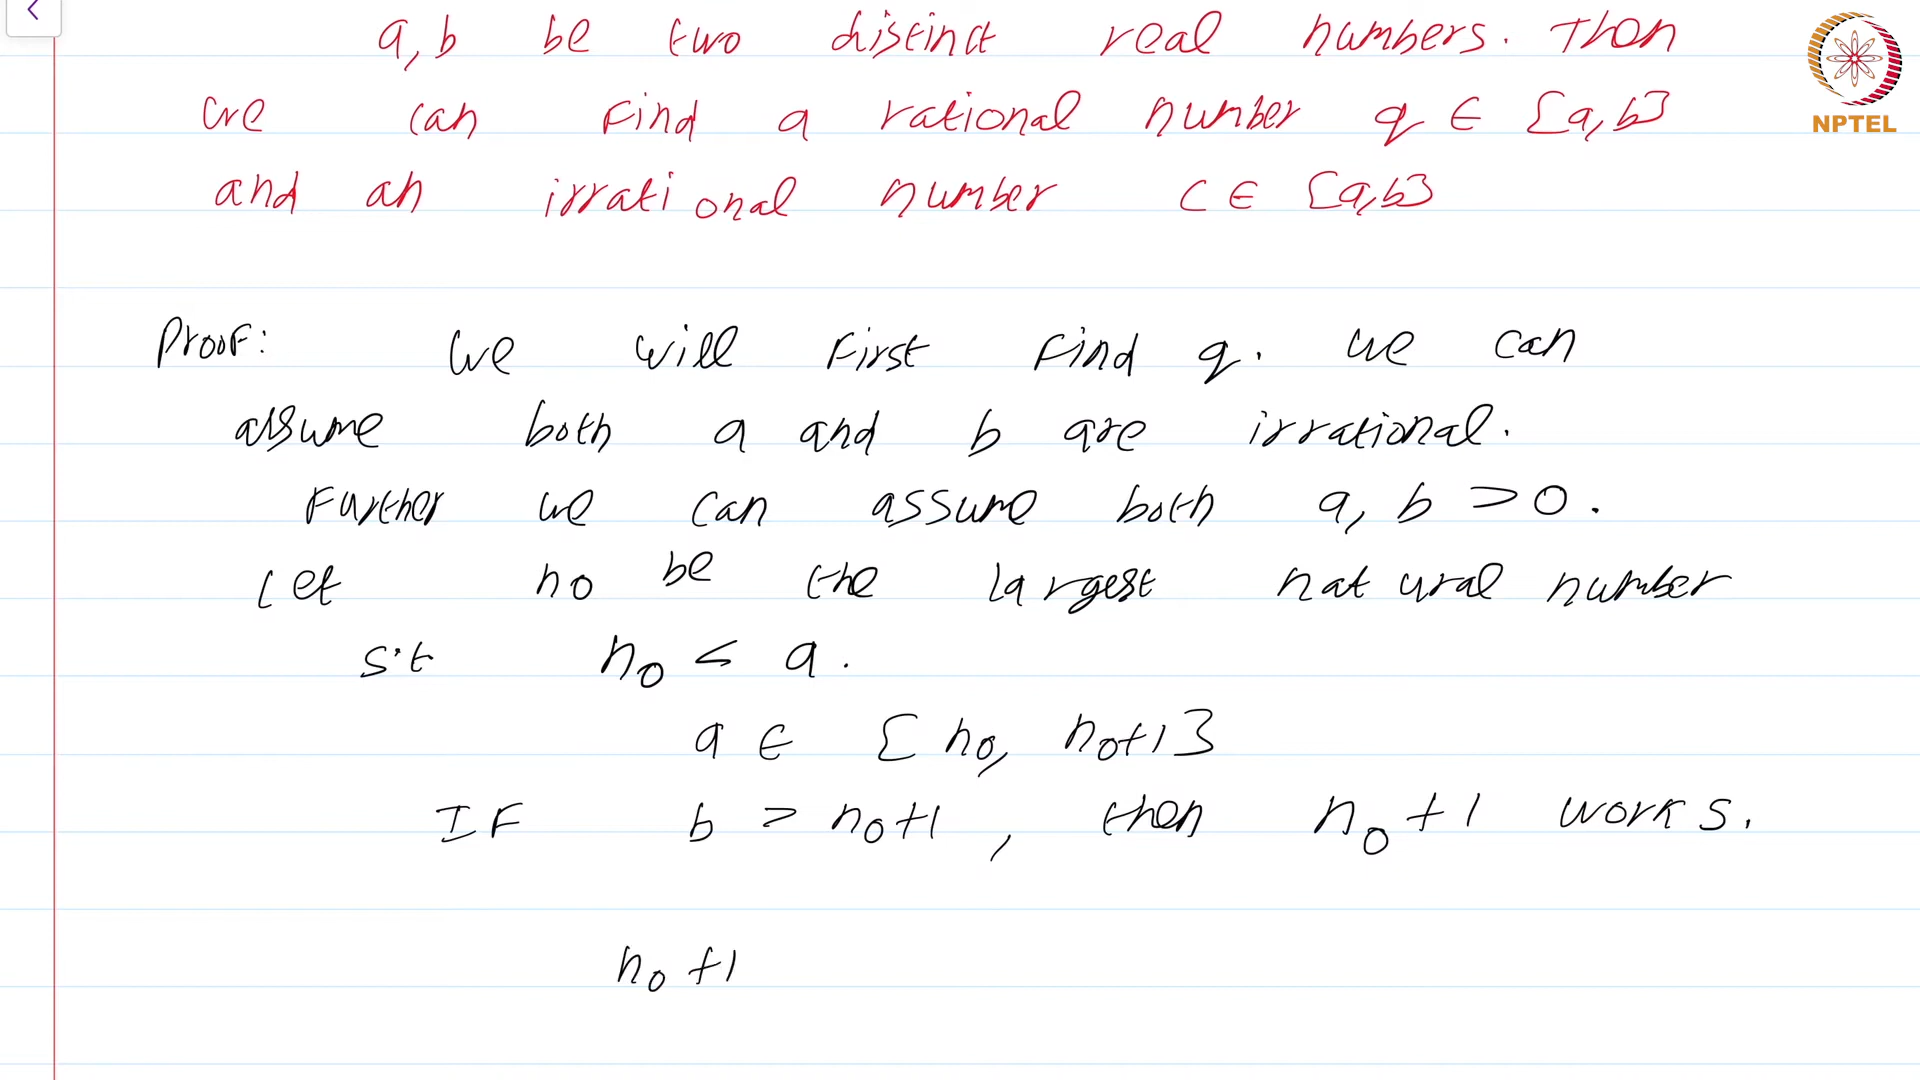 a, b be two distinct real numbers. Then
NPTEL
we can find a rational number q ∈ [a,b]
and an irrational number c ∈ [a,b]
Proof: we will first find q. we can
assume both a and b are irrational.
Further we can assume both a, b > 0.
Let n₀ be the largest natural number
s.t n₀ < a.
a ∈ [n₀, n₀+1]
If b > n₀+1, then n₀+1 works.
n₀+1